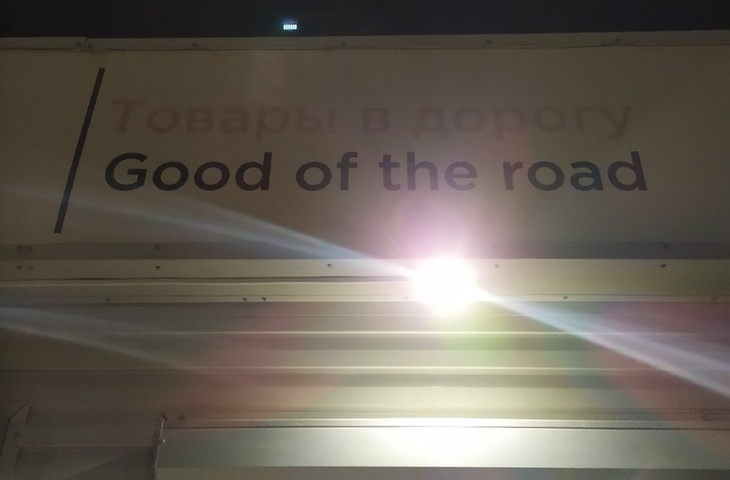 Товары в дорогу
Good of the road